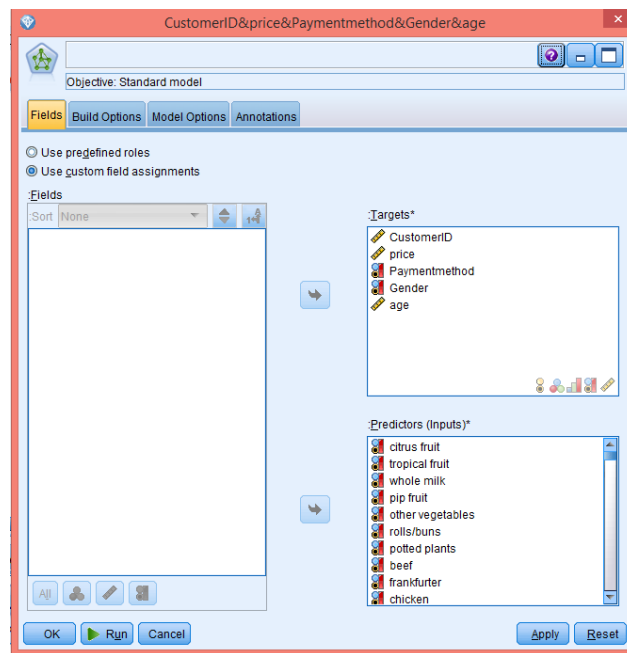 CustomerID&price&Paymentmethod&Gender&age
Objective: Standard model
Fields Build Options Model Options Annotations
Use predefined roles
Use custom field assignments
:Fields
:Sort None
:Targets*
CustomerID
price
Paymentmethod
Gender
age
:Predictors (Inputs)*
citrus fruit
tropical fruit
whole milk
pip fruit
other vegetables
rolls/buns
potted plants
beef
frankfurter
chicken
All
OK Run Cancel Apply Reset